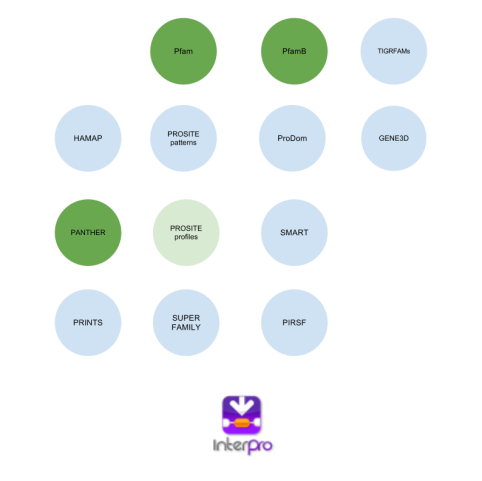 Pfam
PfamB
TIGRFAMs
HAMAP
PROSITE
patterns
ProDom
GENE3D
PANTHER
PROSITE
profiles
SMART
PRINTS
SUPER
FAMILY
PIRSF
InterPro